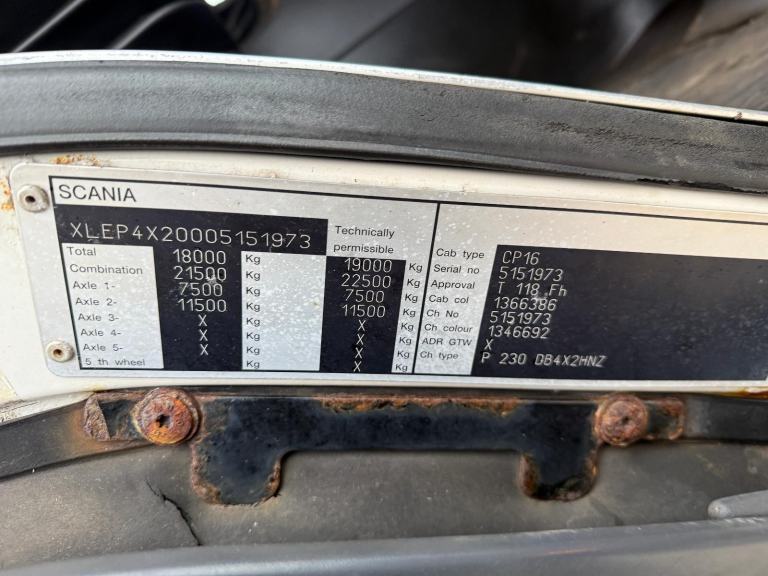 SCANIA
XLEP4X20005151973
Technically
permissible
Total 18000 Kg 19000 Kg
Combination 21500 Kg 22500 Kg
Axle 1- 7500 Kg 7500 Kg
Axle 2- 11500 Kg 11500 Kg
Axle 3- X Kg X Kg
Axle 4- X Kg X Kg
Axle 5- X Kg X Kg
5 th wheel Kg X Kg
Cab type CP16
Serial no 5151973
Approval T 118 Fh
Cab col 1366386
Ch No 5151973
Ch colour 1346692
ADR GTW X
Ch type P 230 DB4X2HNZ